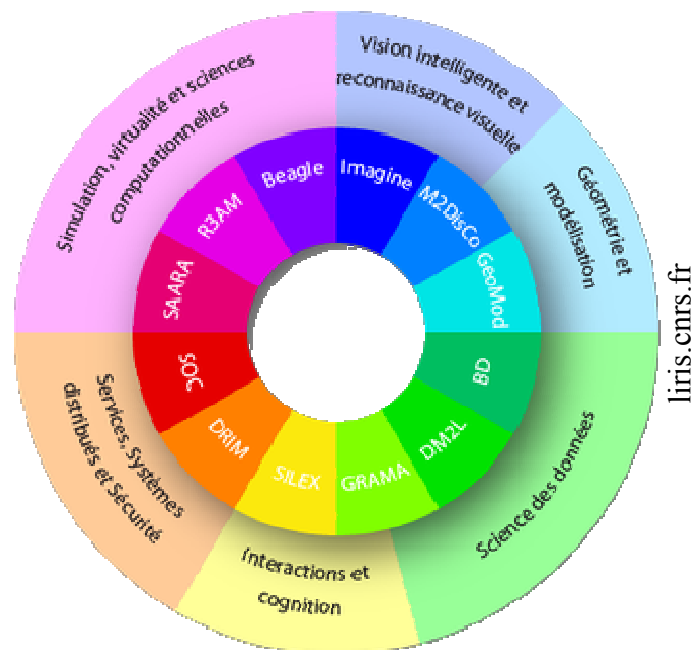 Vision intelligente et
reconnaissance visuelle
Géométrie et
modélisation
Science des données
Interactions et
cognition
Services, Systèmes
distribués et Sécurité
Simulation, virtualité et sciences
computationnelles
Imagine
M2DisCo
GeoMod
BD
DM2L
GRAMA
SILEX
DRIM
SOC
SAARA
R3AM
Beagle
liris.cnrs.fr